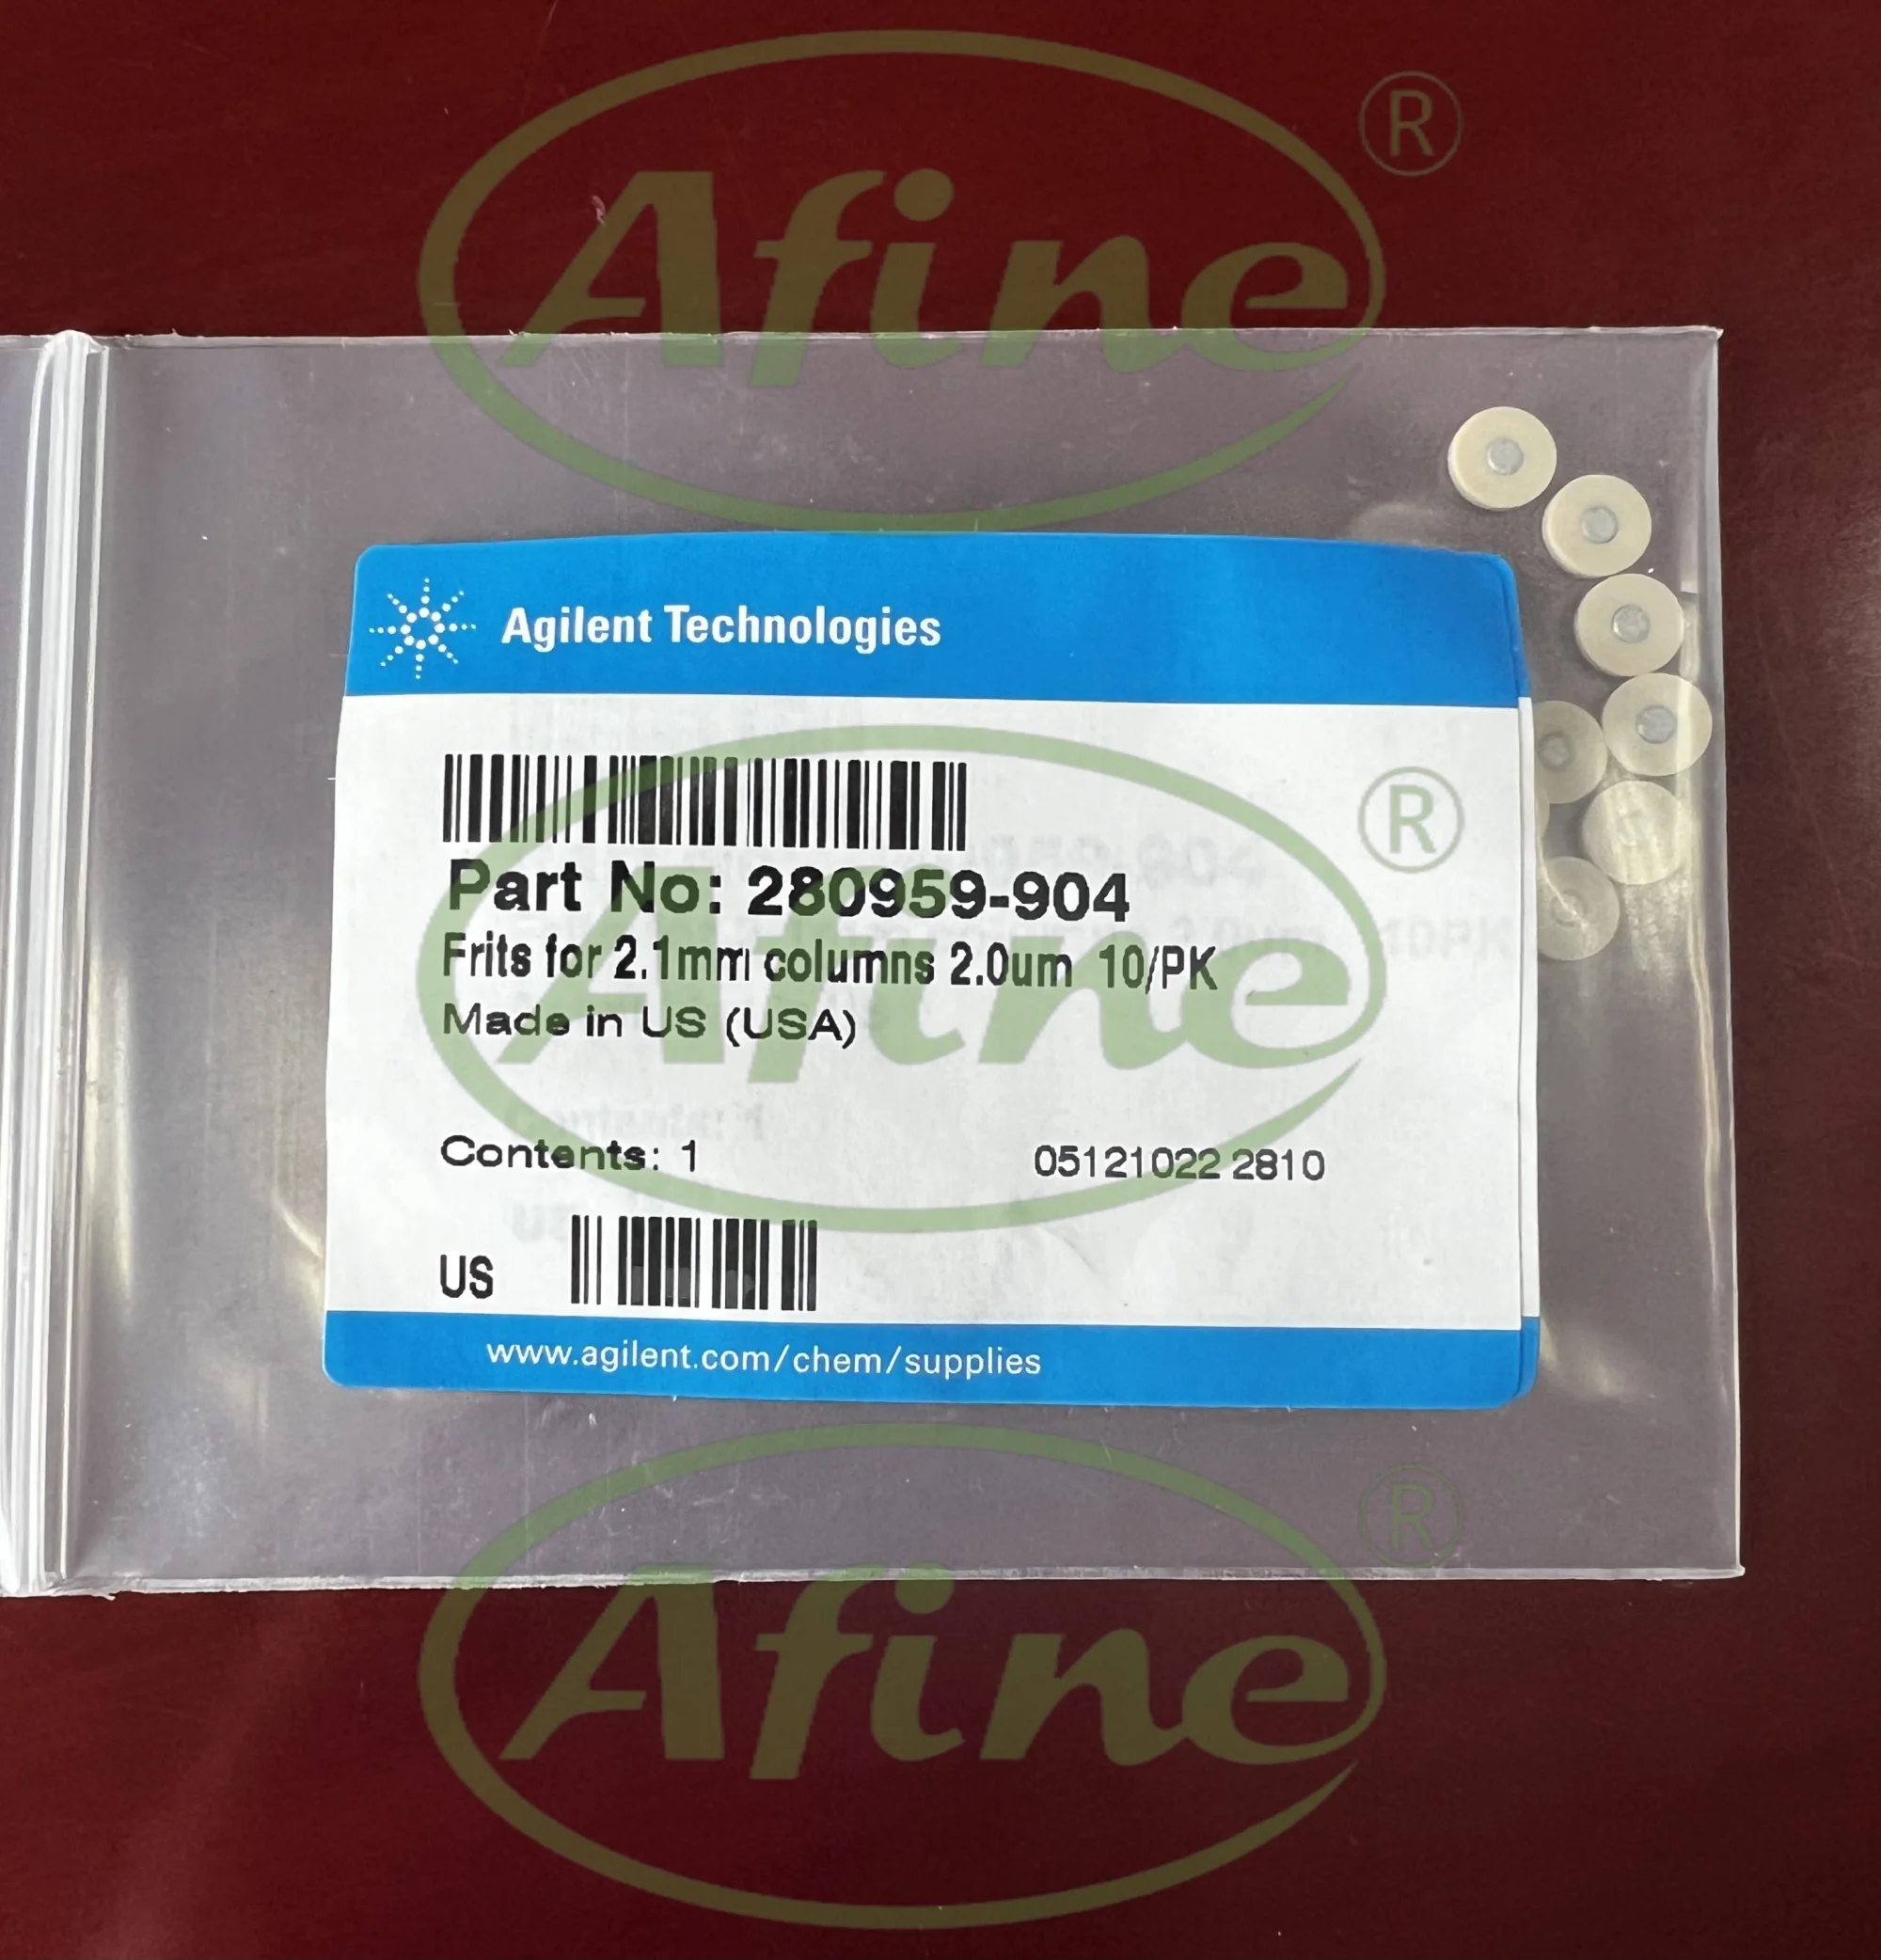 Afine ®
Agilent Technologies
Part No: 280959-904
Frits for 2.1mm columns 2.0um 10/PK
Made in US (USA)
Afine ®
Contents: 1
05121022 2810
US
www.agilent.com/chem/supplies
Afine ®